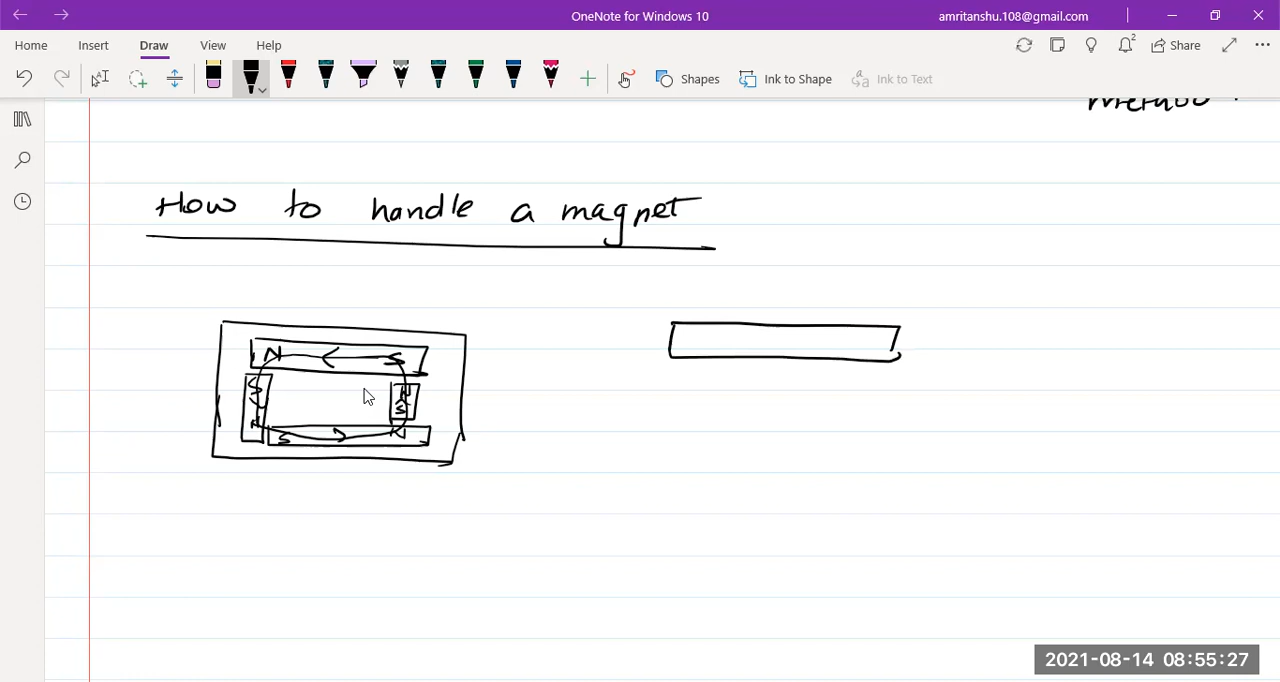 OneNote for Windows 10
amritanshu.108@gmail.com
Home Insert Draw View Help
2
Share
Shapes
Ink to Shape
Ink to Text
How to handle a magnet
N S
S N
N S
S N
2021-08-14 08:55:27